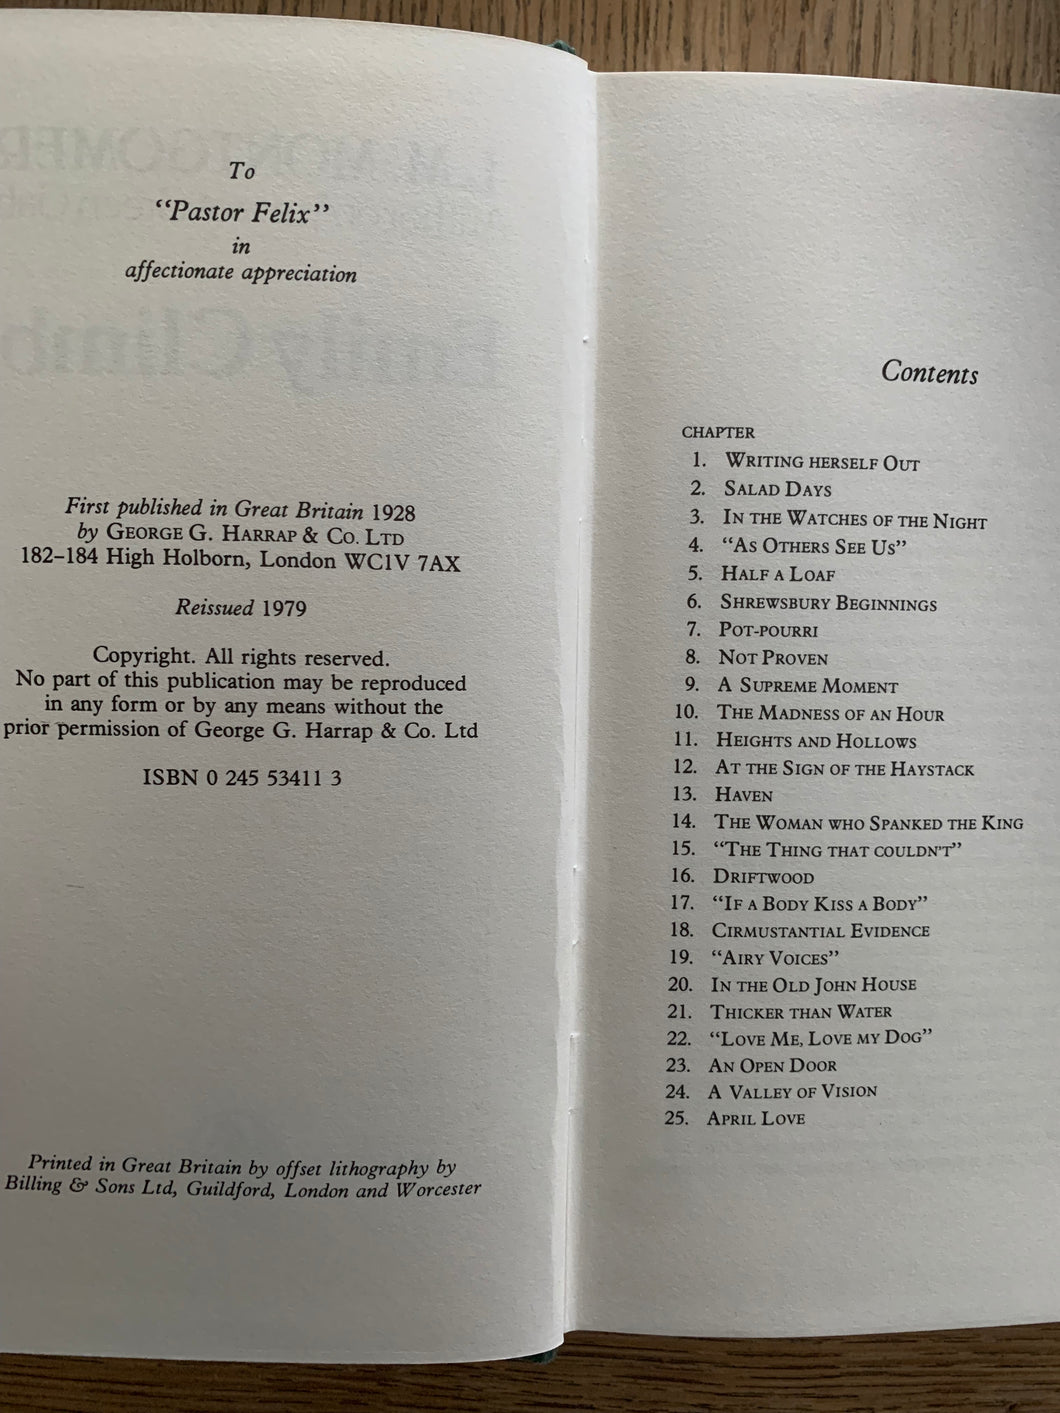 To
“Pastor Felix”
in
affectionate appreciation
First published in Great Britain 1928
by GEORGE G. HARRAP & CO. LTD
182–184 High Holborn, London WC1V 7AX
Reissued 1979
Copyright. All rights reserved.
No part of this publication may be reproduced
in any form or by any means without the
prior permission of George G. Harrap & Co. Ltd
ISBN 0 245 53411 3
Printed in Great Britain by offset lithography by
Billing & Sons Ltd, Guildford, London and Worcester
Contents
CHAPTER
1. WRITING HERSELF OUT
2. SALAD DAYS
3. IN THE WATCHES OF THE NIGHT
4. “AS OTHERS SEE US”
5. HALF A LOAF
6. SHREWSBURY BEGINNINGS
7. POT-POURRI
8. NOT PROVEN
9. A SUPREME MOMENT
10. THE MADNESS OF AN HOUR
11. HEIGHTS AND HOLLOWS
12. AT THE SIGN OF THE HAYSTACK
13. HAVEN
14. THE WOMAN WHO SPANKED THE KING
15. “THE THING THAT COULDN’T”
16. DRIFTWOOD
17. “IF A BODY KISS A BODY”
18. CIRMUSTANTIAL EVIDENCE
19. “AIRY VOICES”
20. IN THE OLD JOHN HOUSE
21. THICKER THAN WATER
22. “LOVE ME, LOVE MY DOG”
23. AN OPEN DOOR
24. A VALLEY OF VISION
25. APRIL LOVE